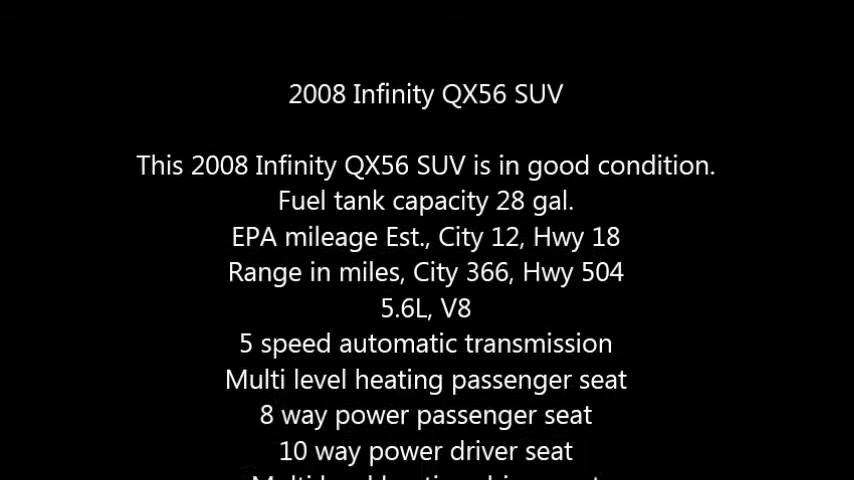 2008 Infinity QX56 SUV
This 2008 Infinity QX56 SUV is in good condition.
Fuel tank capacity 28 gal.
EPA mileage Est., City 12, Hwy 18
Range in miles, City 366, Hwy 504
5.6L, V8
5 speed automatic transmission
Multi level heating passenger seat
8 way power passenger seat
10 way power driver seat